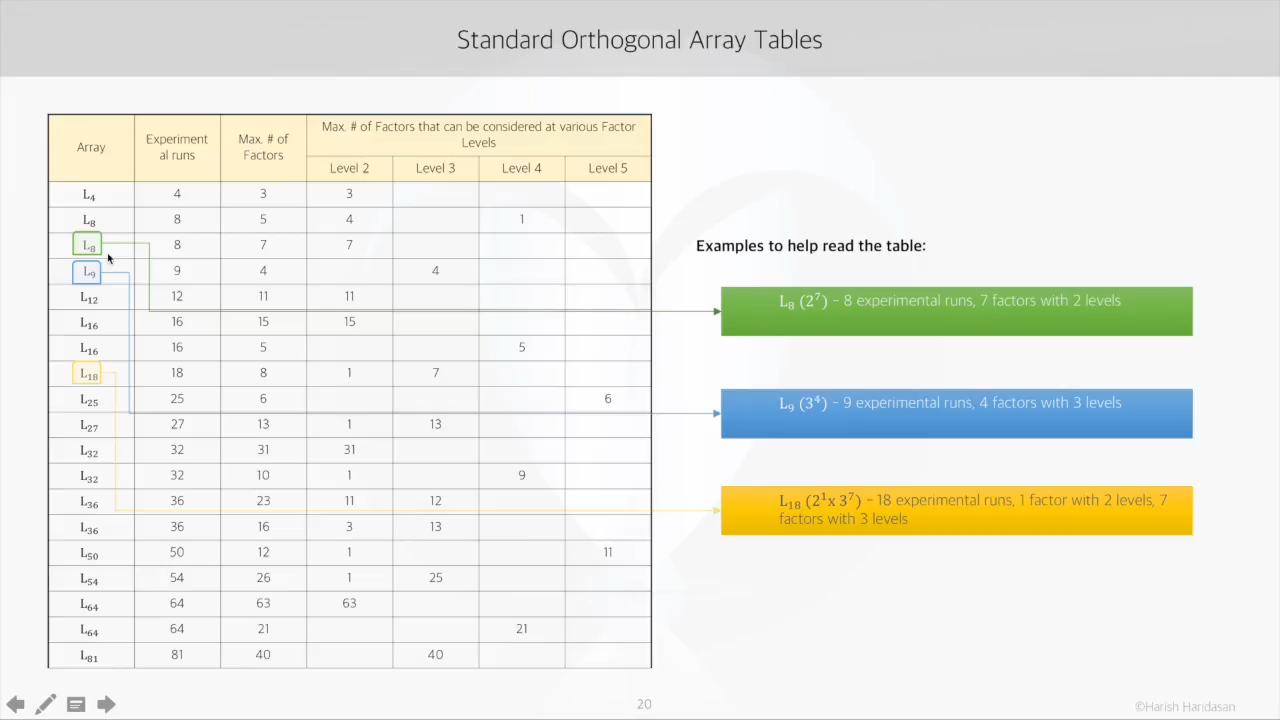 Standard Orthogonal Array Tables
Array Experiment al runs Max. # of Factors Max. # of Factors that can be considered at various Factor Levels
Level 2 Level 3 Level 4 Level 5
L₄ 4 3 3
L₈ 8 5 4 1
L₈ 8 7 7
L₉ 9 4 4
L₁₂ 12 11 11
L₁₆ 16 15 15
L₁₆ 16 5 5
L₁₈ 18 8 1 7
L₂₅ 25 6 6
L₂₇ 27 13 1 13
L₃₂ 32 31 31
L₃₂ 32 10 1 9
L₃₆ 36 23 11 12
L₃₆ 36 16 3 13
L₅₀ 50 12 1 11
L₅₄ 54 26 1 25
L₆₄ 64 63 63
L₆₄ 64 21 21
L₈₁ 81 40 40
Examples to help read the table:
L₈ (2⁷) – 8 experimental runs, 7 factors with 2 levels
L₉ (3⁴) – 9 experimental runs, 4 factors with 3 levels
L₁₈ (2¹x 3⁷) – 18 experimental runs, 1 factor with 2 levels, 7
factors with 3 levels
20
©Harish Haridasan